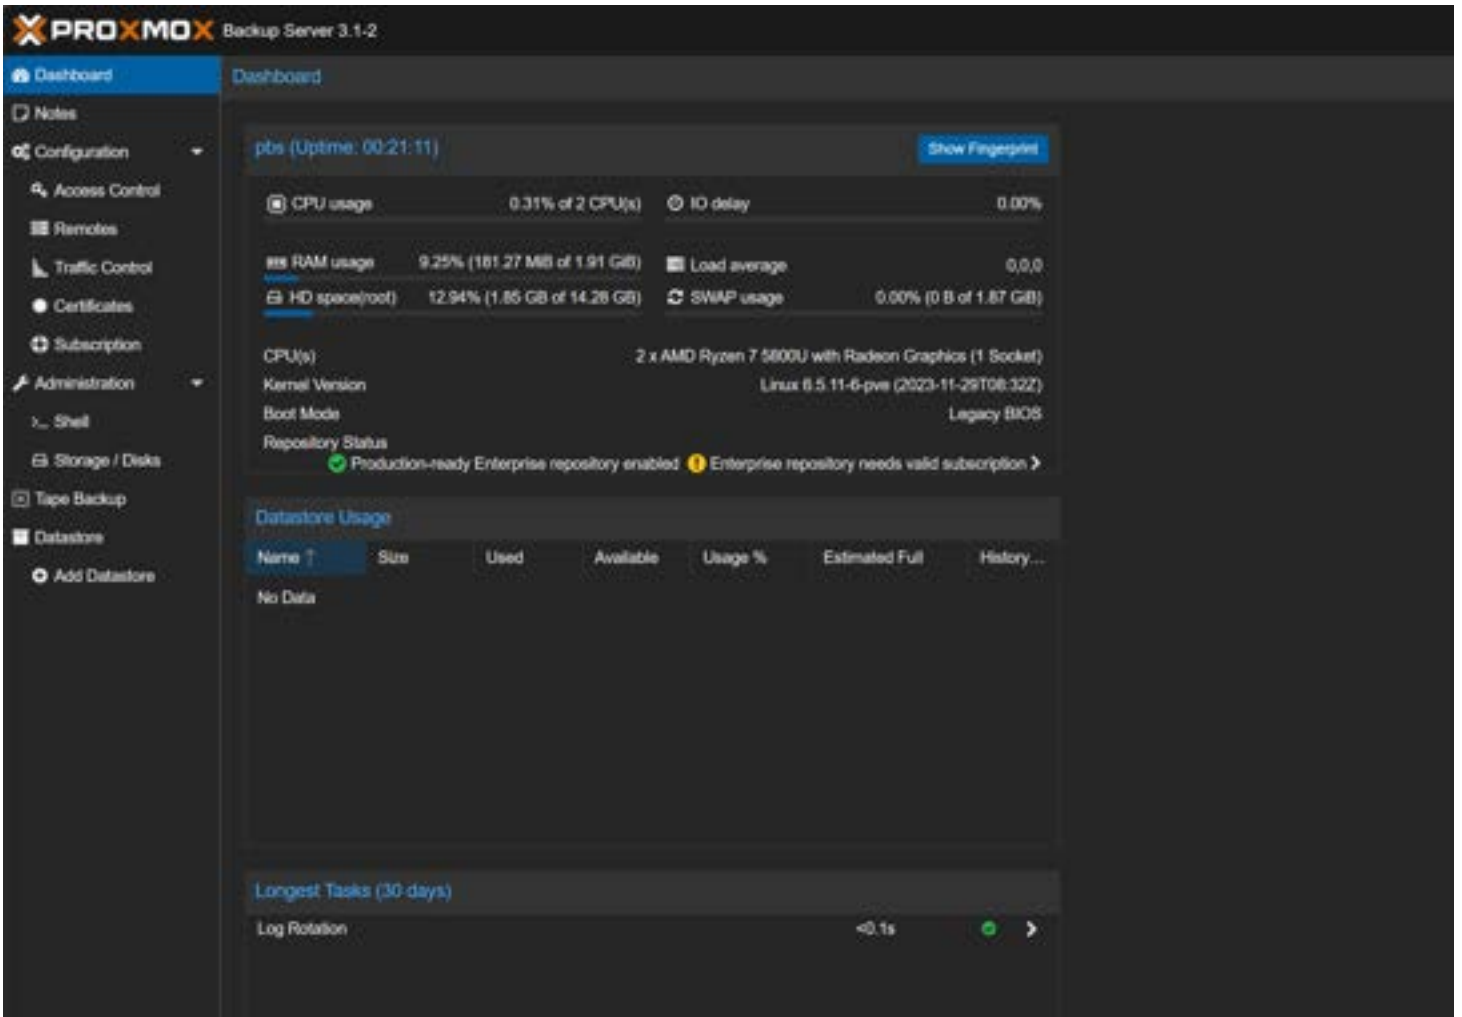 PROXMOX Backup Server 3.1-2
Dashboard
Notes
Configuration
Access Control
Remotes
Traffic Control
Certificates
Subscription
Administration
Shell
Storage / Disks
Tape Backup
Datastore
Add Datastore
Dashboard
pbs (Uptime: 00:21:11)
Show Fingerprint
CPU usage 0.31% of 2 CPU(s)
IO delay 0.00%
RAM usage 9.25% (181.27 MiB of 1.91 GiB)
Load average 0,0,0
HD space(root) 12.94% (1.85 GB of 14.28 GB)
SWAP usage 0.00% (0 B of 1.87 GiB)
CPU(s) 2 x AMD Ryzen 7 5800U with Radeon Graphics (1 Socket)
Kernel Version Linux 6.5.11-6-pve (2023-11-29T08:32Z)
Boot Mode Legacy BIOS
Repository Status
Production-ready Enterprise repository enabled Enterprise repository needs valid subscription
Datastore Usage
Name ↑ Size Used Available Usage % Estimated Full History...
No Data
Longest Tasks (30 days)
Log Rotation <0.1s